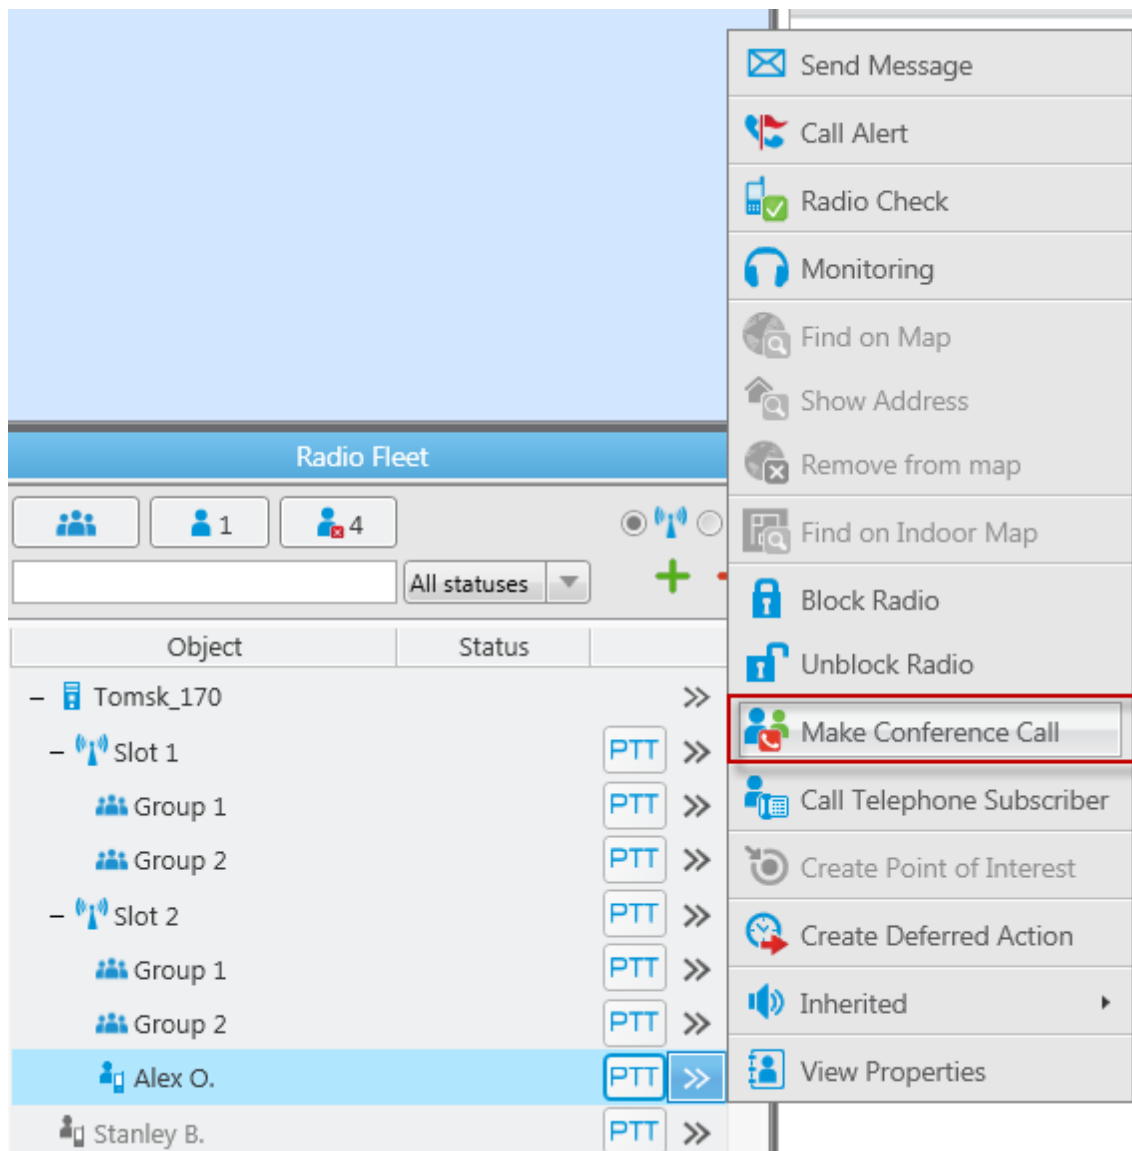 Send Message
Call Alert
Radio Check
Monitoring
Find on Map
Show Address
Remove from map
Find on Indoor Map
Block Radio
Unblock Radio
Make Conference Call
Call Telephone Subscriber
Create Point of Interest
Create Deferred Action
Inherited
View Properties
Radio Fleet
1 4
All statuses
Object Status
Tomsk_170
Slot 1 PTT
Group 1 PTT
Group 2 PTT
Slot 2 PTT
Group 1 PTT
Group 2 PTT
Alex O. PTT
Stanley B. PTT